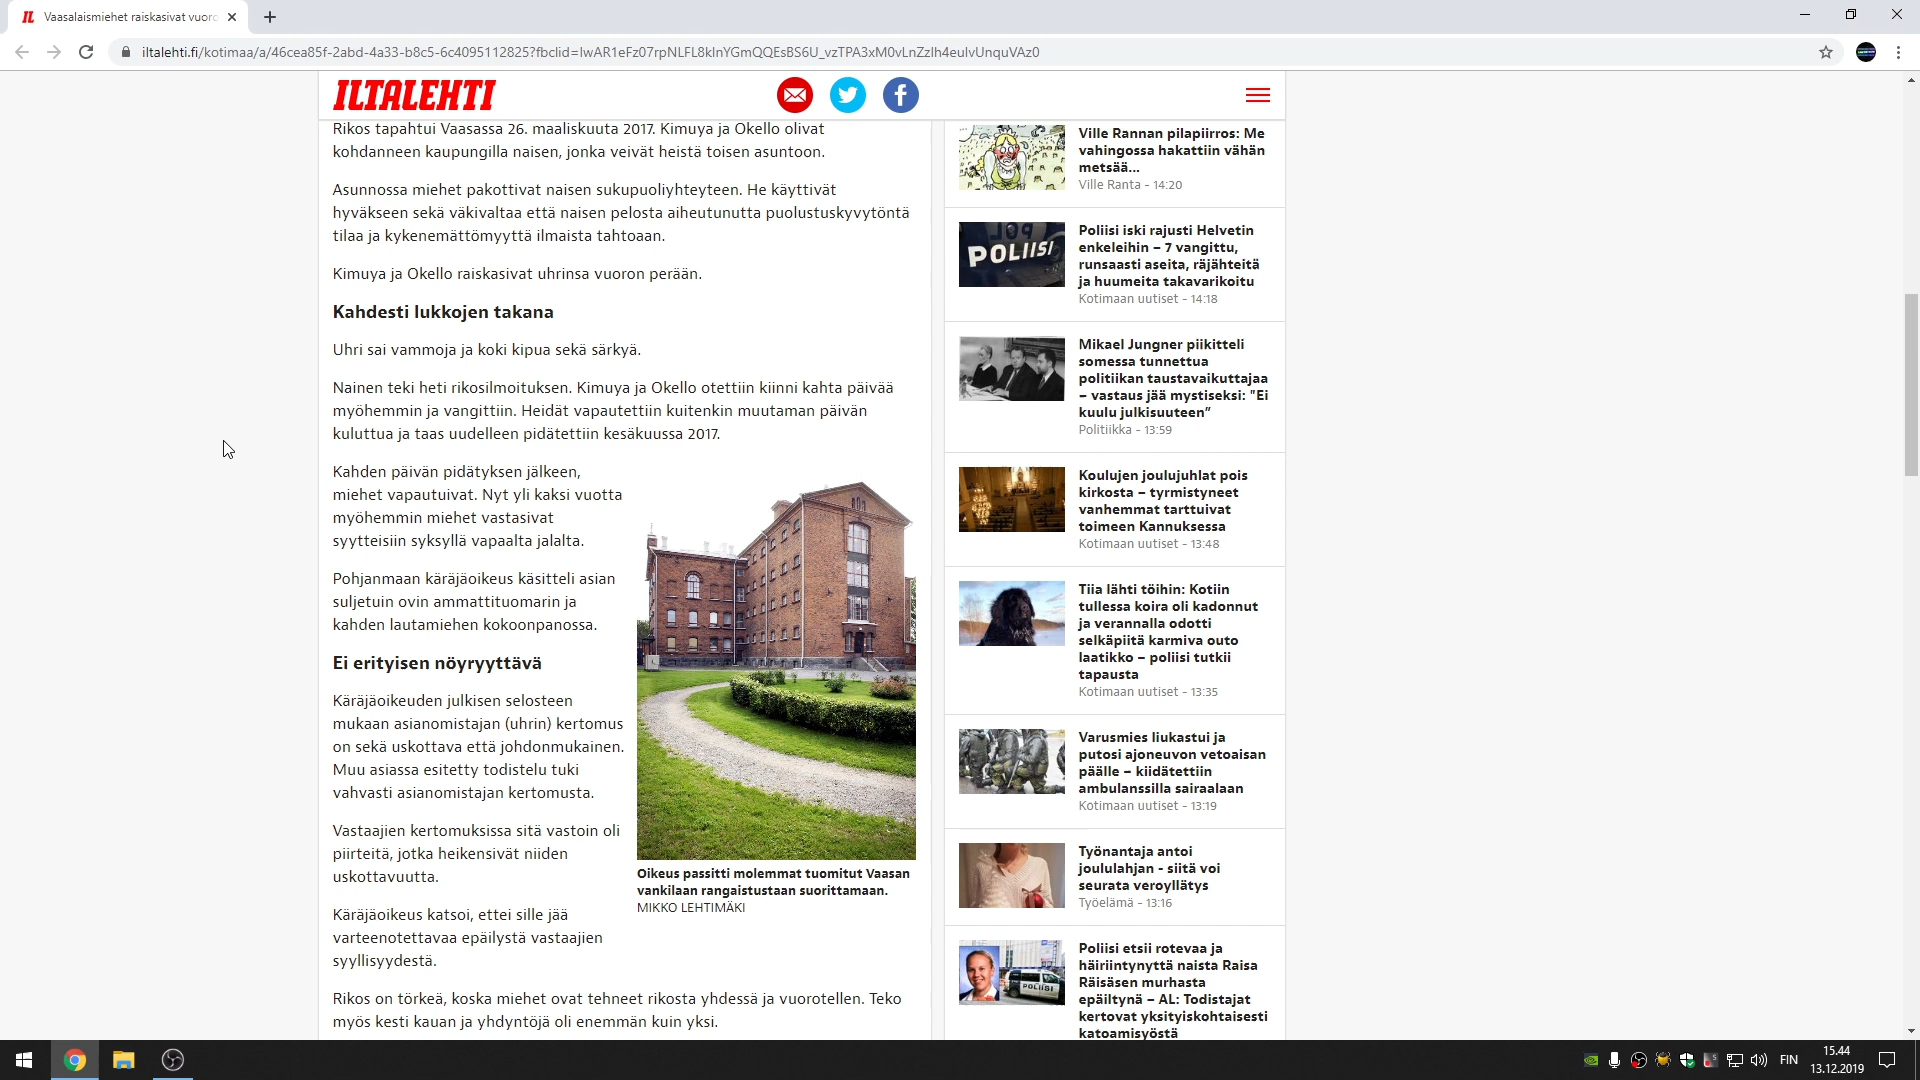 Vaasalaismiehet raiskasivat vuoro
iltalehti.fi/kotimaa/a/46cea85f-2abd-4a33-b8c5-6c4095112825?fbclid=IwAR1eFz07rpNLFL8kInYGmQQEsBS6U_vzTPA3xM0vLnZzIh4eulvUnquVAz0
ILTALEHTI
Rikos tapahtui Vaasassa 26. maaliskuuta 2017. Kimuya ja Okello olivat
kohdanneen kaupungilla naisen, jonka veivät heistä toisen asuntoon.
Asunnossa miehet pakottivat naisen sukupuoliyhteyteen. He käyttivät
hyväkseen sekä väkivaltaa että naisen pelosta aiheutunutta puolustuskyvytöntä
tilaa ja kykenemättömyyttä ilmaista tahtoaan.
Kimuya ja Okello raiskasivat uhrinsa vuoron perään.
Kahdesti lukkojen takana
Uhri sai vammoja ja koki kipua sekä särkyä.
Nainen teki heti rikosilmoituksen. Kimuya ja Okello otettiin kiinni kahta päivää
myöhemmin ja vangittiin. Heidät vapautettiin kuitenkin muutaman päivän
kuluttua ja taas uudelleen pidätettiin kesäkuussa 2017.
Kahden päivän pidätyksen jälkeen,
miehet vapautuivat. Nyt yli kaksi vuotta
myöhemmin miehet vastasivat
syytteisiin syksyllä vapaalta jalalta.
Pohjanmaan käräjäoikeus käsitteli asian
suljetuin ovin ammattituomarin ja
kahden lautamiehen kokoonpanossa.
Ei erityisen nöyryyttävä
Käräjäoikeuden julkisen selosteen
mukaan asianomistajan (uhrin) kertomus
on sekä uskottava että johdonmukainen.
Muu asiassa esitetty todistelu tuki
vahvasti asianomistajan kertomusta.
Vastaajien kertomuksissa sitä vastoin oli
piirteitä, jotka heikensivät niiden
uskottavuutta.
Käräjäoikeus katsoi, ettei sille jää
varteenotettavaa epäilystä vastaajien
syyllisyydestä.
Oikeus passitti molemmat tuomitut Vaasan
vankilaan rangaistustaan suorittamaan.
MIKKO LEHTIMÄKI
Rikos on törkeä, koska miehet ovat tehneet rikosta yhdessä ja vuorotellen. Teko
myös kesti kauan ja yhdyntöjä oli enemmän kuin yksi.
Ville Rannan pilapiirros: Me
vahingossa hakattiin vähän
metsää...
Ville Ranta - 14:20
POLIISI
Poliisi iski rajusti Helvetin
enkeleihin – 7 vangittu,
runsaasti aseita, räjähteitä
ja huumeita takavarikoitu
Kotimaan uutiset - 14:18
Mikael Jungner piikitteli
somessa tunnettua
politiikan taustavaikuttajaa
– vastaus jää mystiseksi: "Ei
kuulu julkisuuteen"
Politiikka - 13:59
Koulujen joulujuhlat pois
kirkosta – tyrmistyneet
vanhemmat tarttuivat
toimeen Kannuksessa
Kotimaan uutiset - 13:48
Tiia lähti töihin: Kotiin
tullessa koira oli kadonnut
ja verannalla odotti
selkäpiitä karmiva outo
laatikko – poliisi tutkii
tapausta
Kotimaan uutiset - 13:35
Varusmies liukastui ja
putosi ajoneuvon vetoaisan
päälle – kiidätettiin
ambulanssilla sairaalaan
Kotimaan uutiset - 13:19
Työnantaja antoi
joululahjan - siitä voi
seurata veroyllätys
Työelämä - 13:16
POLIISI
Poliisi etsii rotevaa ja
häiriintynyttä naista Raisa
Räisäsen murhasta
epäiltynä – AL: Todistajat
kertovat yksityiskohtaisesti
katoamisyöstä
FIN
15.44
13.12.2019